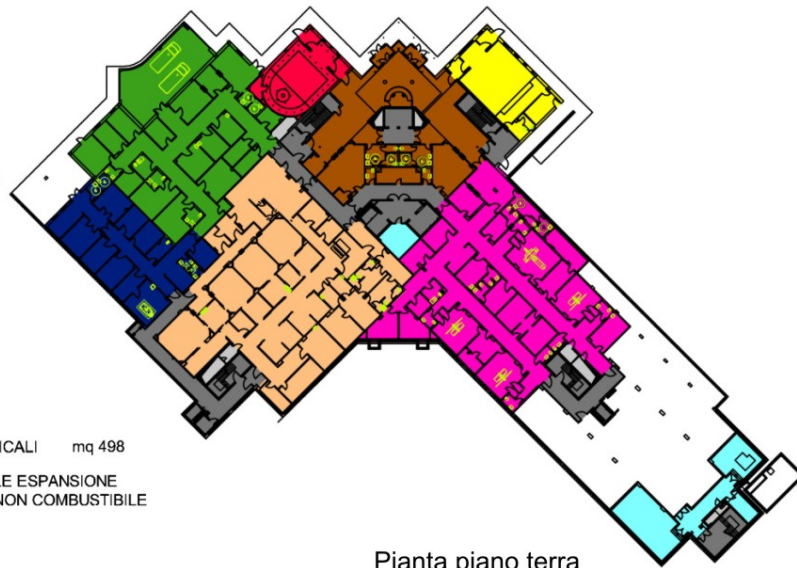 ICALI mq 498
LE ESPANSIONE
NON COMBUSTIBILE
Pianta piano terra